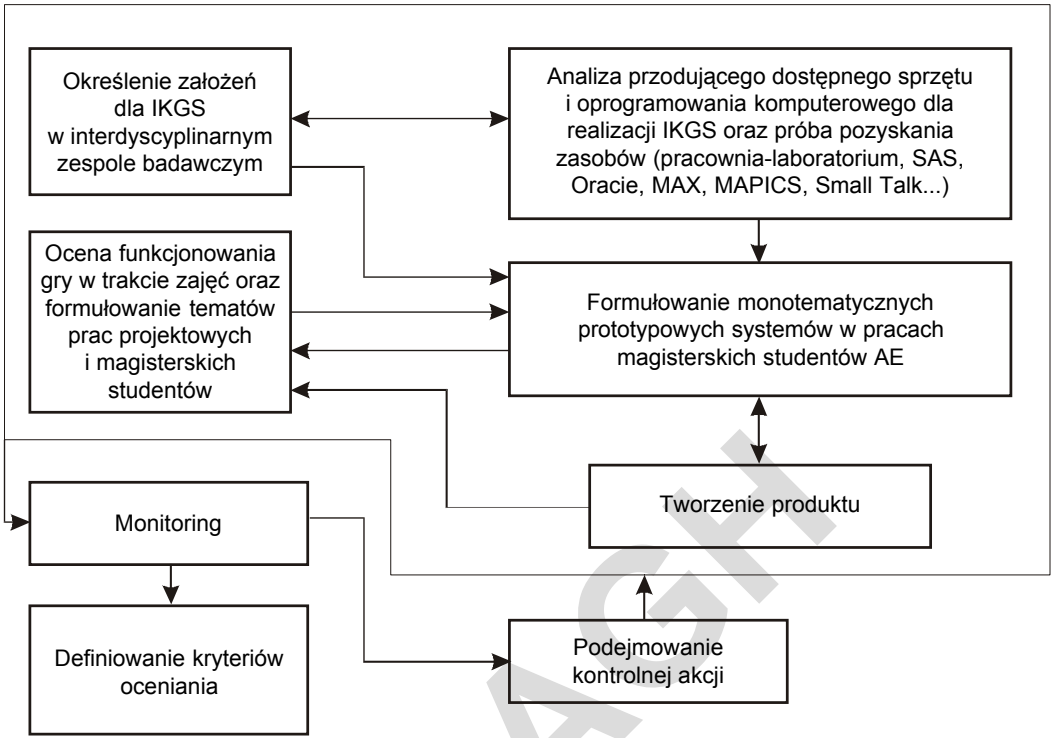 Określenie założeń
dla IKGS
w interdyscyplinarnym
zespole badawczym
Analiza przodującego dostępnego sprzętu
i oprogramowania komputerowego dla
realizacji IKGS oraz próba pozyskania
zasobów (pracownia-laboratorium, SAS,
Oracie, MAX, MAPICS, Small Talk...)
Ocena funkcjonowania
gry w trakcie zajęć oraz
formułowanie tematów
prac projektowych
i magisterskich
studentów
Formułowanie monotematycznych
prototypowych systemów w pracach
magisterskich studentów AE
Tworzenie produktu
Monitoring
Definiowanie kryteriów
oceniania
Podejmowanie
kontrolnej akcji
AGH